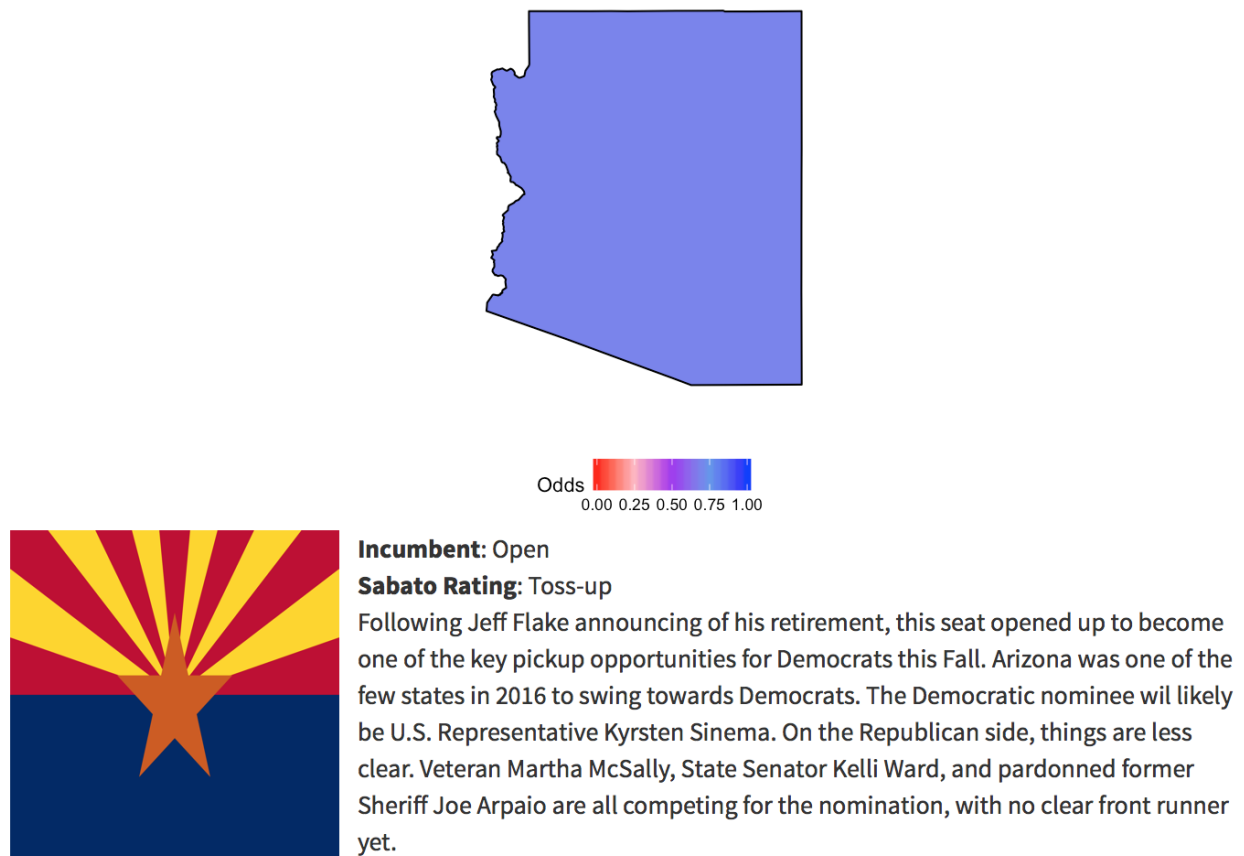 Odds
0.00 0.25 0.50 0.75 1.00
Incumbent: Open
Sabato Rating: Toss-up
Following Jeff Flake announcing of his retirement, this seat opened up to become
one of the key pickup opportunities for Democrats this Fall. Arizona was one of the
few states in 2016 to swing towards Democrats. The Democratic nominee wil likely
be U.S. Representative Kyrsten Sinema. On the Republican side, things are less
clear. Veteran Martha McSally, State Senator Kelli Ward, and pardonned former
Sheriff Joe Arpaio are all competing for the nomination, with no clear front runner
yet.